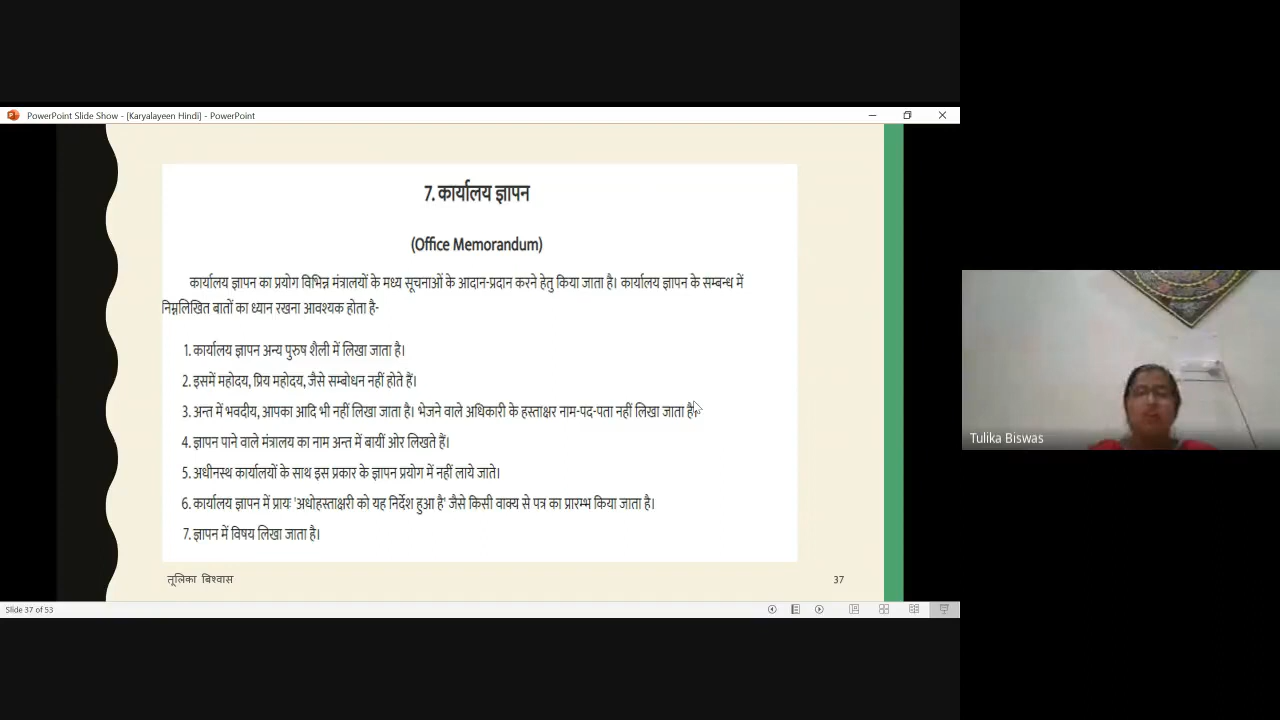 PowerPoint Slide Show - [Karyalayeen Hindi] - PowerPoint
7. कार्यालय ज्ञापन
(Office Memorandum)
कार्यालय ज्ञापन का प्रयोग विभिन्न मंत्रालयों के मध्य सूचनाओं के आदान-प्रदान करने हेतु किया जाता है। कार्यालय ज्ञापन के सम्बन्ध में
निम्नलिखित बातों का ध्यान रखना आवश्यक होता है-
1. कार्यालय ज्ञापन अन्य पुरुष शैली में लिखा जाता है।
2. इसमें महोदय, प्रिय महोदय, जैसे सम्बोधन नहीं होते हैं।
3. अन्त में भवदीय, आपका आदि भी नहीं लिखा जाता है। भेजने वाले अधिकारी के हस्ताक्षर नाम-पद-पता नहीं लिखा जाता है।
4. ज्ञापन पाने वाले मंत्रालय का नाम अन्त में बायीं ओर लिखते हैं।
5. अधीनस्थ कार्यालयों के साथ इस प्रकार के ज्ञापन प्रयोग में नहीं लाये जाते।
6. कार्यालय ज्ञापन में प्रायः 'अधोहस्ताक्षरी को यह निर्देश हुआ है' जैसे किसी वाक्य से पत्र का प्रारम्भ किया जाता है।
7. ज्ञापन में विषय लिखा जाता है।
तूलिका बिश्वास
37
Slide 37 of 53
Tulika Biswas